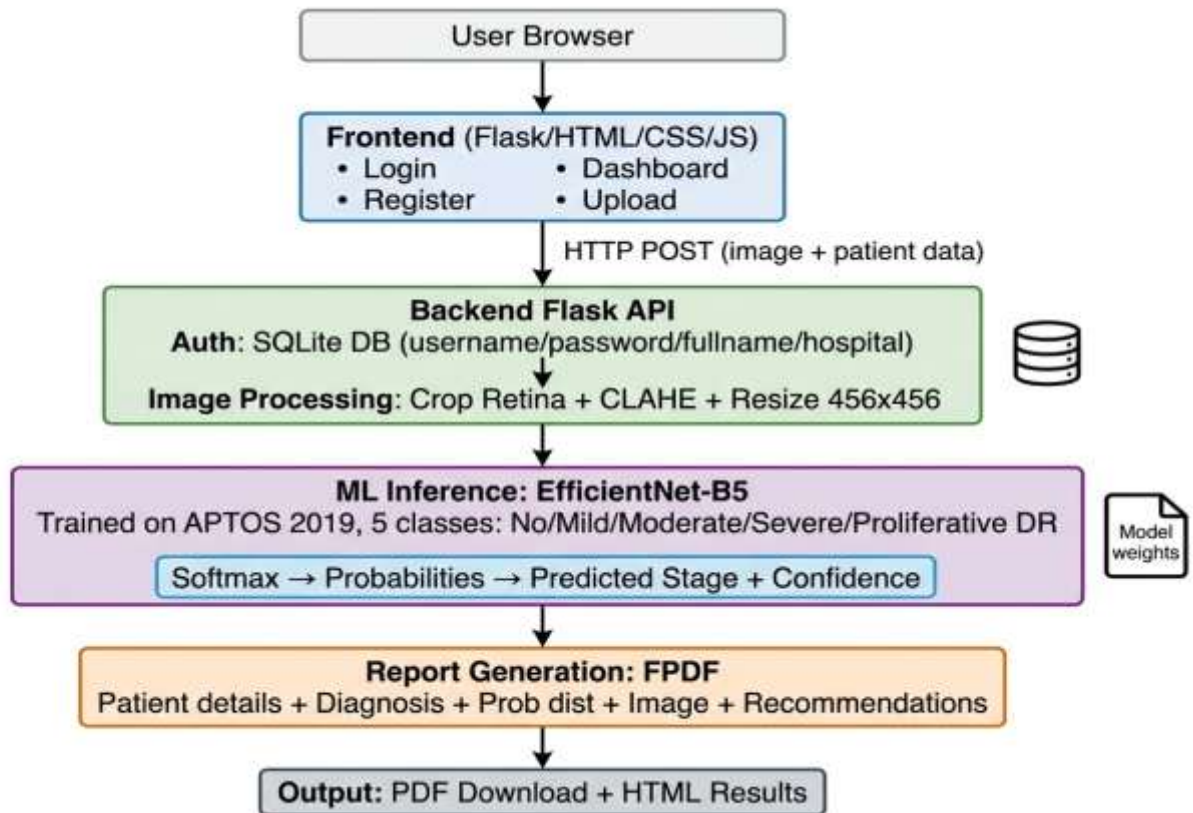 User Browser
Frontend (Flask/HTML/CSS/JS)
• Login • Dashboard
• Register • Upload
HTTP POST (image + patient data)
Backend Flask API
Auth: SQLite DB (username/password/fullname/hospital)
Image Processing: Crop Retina + CLAHE + Resize 456x456
ML Inference: EfficientNet-B5
Trained on APTOS 2019, 5 classes: No/Mild/Moderate/Severe/Proliferative DR
Model
weights
Softmax → Probabilities → Predicted Stage + Confidence
Report Generation: FPDF
Patient details + Diagnosis + Prob dist + Image + Recommendations
Output: PDF Download + HTML Results